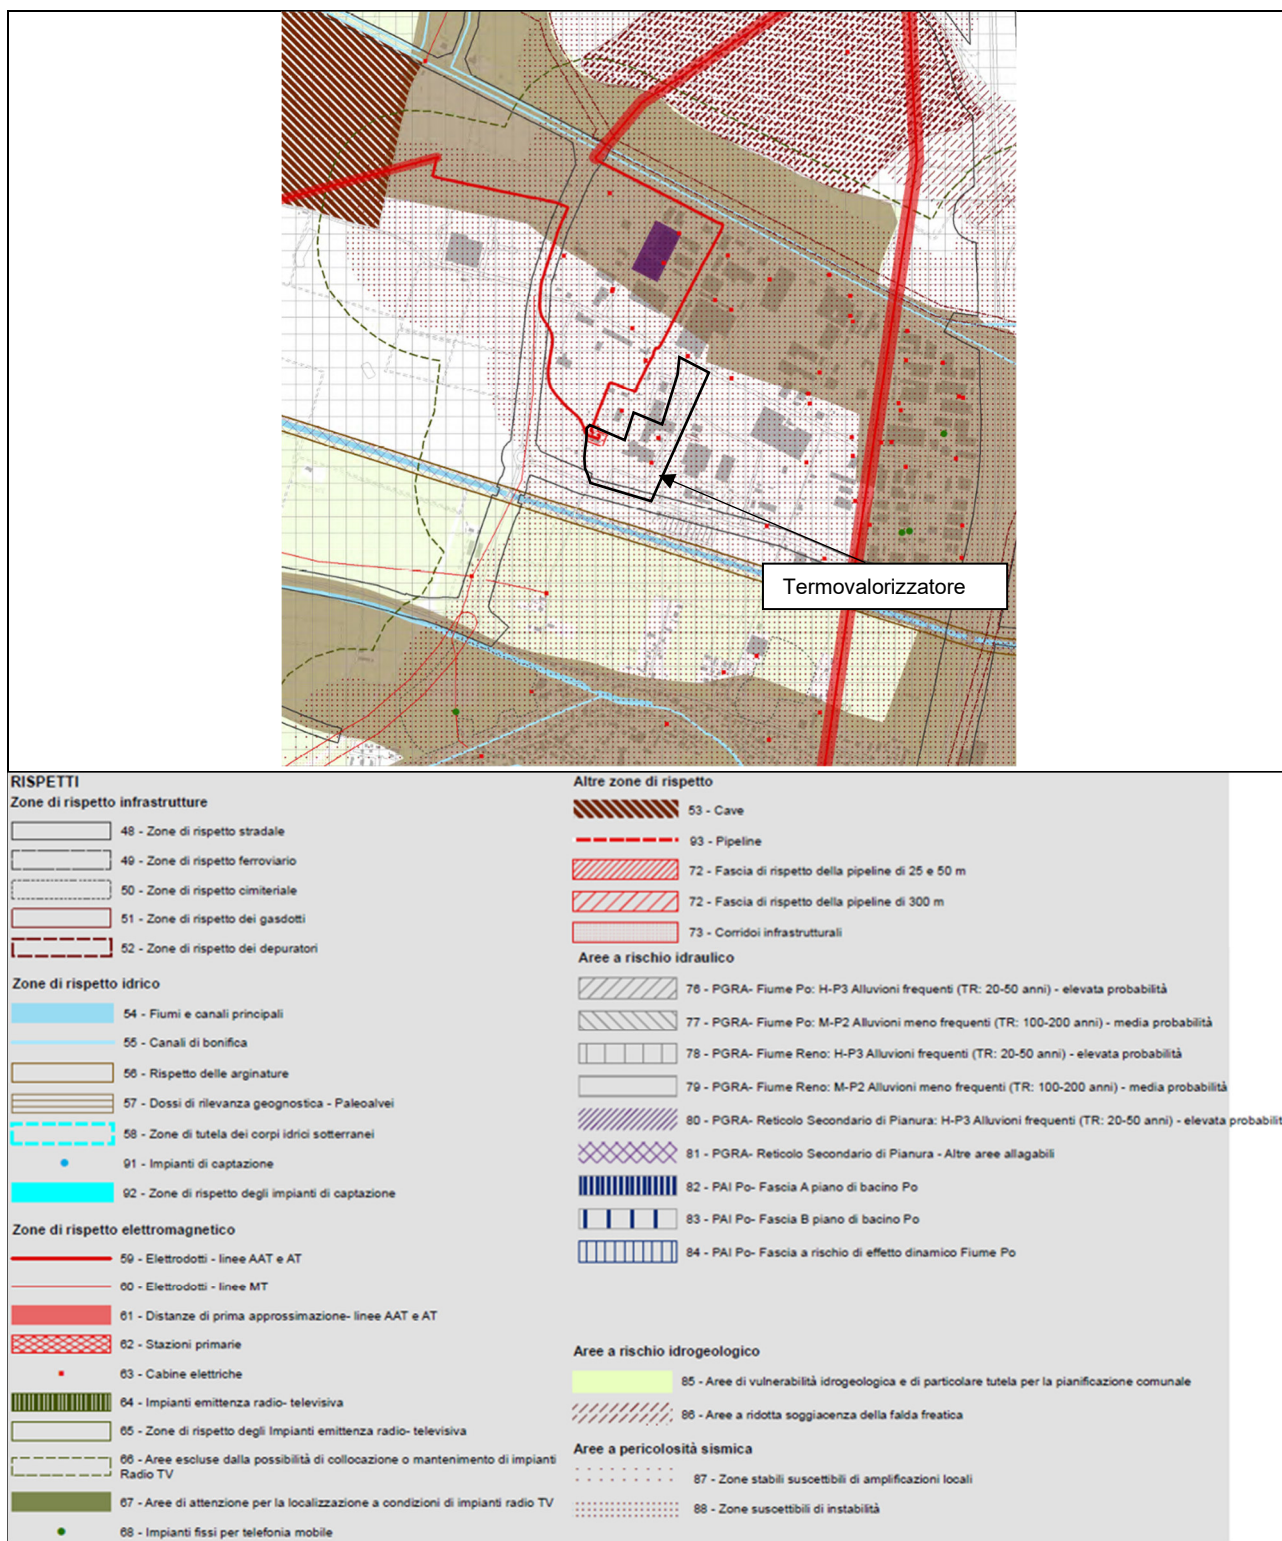 Termovalorizzatore
RISPETTI
Zone di rispetto infrastrutture
48 - Zone di rispetto stradale
49 - Zone di rispetto ferroviario
50 - Zone di rispetto cimiteriale
51 - Zone di rispetto dei gasdotti
52 - Zone di rispetto dei depuratori
Zone di rispetto idrico
54 - Fiumi e canali principali
55 - Canali di bonifica
56 - Rispetto delle arginature
57 - Dossi di rilevanza geognostica - Paleoalvei
58 - Zone di tutela dei corpi idrici sotterranei
91 - Impianti di captazione
92 - Zone di rispetto degli impianti di captazione
Zone di rispetto elettromagnetico
59 - Elettrodotti - linee AAT e AT
60 - Elettrodotti - linee MT
61 - Distanze di prima approssimazione- linee AAT e AT
62 - Stazioni primarie
63 - Cabine elettriche
64 - Impianti emittenza radio- televisiva
65 - Zone di rispetto degli Impianti emittenza radio- televisiva
66 - Aree escluse dalla possibilità di collocazione o mantenimento di impianti
Radio TV
67 - Aree di attenzione per la localizzazione a condizioni di impianti radio TV
68 - Impianti fissi per telefonia mobile
Altre zone di rispetto
53 - Cave
93 - Pipeline
72 - Fascia di rispetto della pipeline di 25 e 50 m
72 - Fascia di rispetto della pipeline di 300 m
73 - Corridoi infrastrutturali
Aree a rischio idraulico
76 - PGRA- Fiume Po: H-P3 Alluvioni frequenti (TR: 20-50 anni) - elevata probabilità
77 - PGRA- Fiume Po: M-P2 Alluvioni meno frequenti (TR: 100-200 anni) - media probabilità
78 - PGRA- Fiume Reno: H-P3 Alluvioni frequenti (TR: 20-50 anni) - elevata probabilità
79 - PGRA- Fiume Reno: M-P2 Alluvioni meno frequenti (TR: 100-200 anni) - media probabilità
80 - PGRA- Reticolo Secondario di Pianura: H-P3 Alluvioni frequenti (TR: 20-50 anni) - elevata probabilit
81 - PGRA- Reticolo Secondario di Pianura - Altre aree allagabili
82 - PAI Po- Fascia A piano di bacino Po
83 - PAI Po- Fascia B piano di bacino Po
84 - PAI Po- Fascia a rischio di effetto dinamico Fiume Po
Aree a rischio idrogeologico
85 - Aree di vulnerabilità idrogeologica e di particolare tutela per la pianificazione comunale
86 - Aree a ridotta soggiacenza della falda freatica
Aree a pericolosità sismica
87 - Zone stabili suscettibili di amplificazioni locali
88 - Zone suscettibili di instabilità